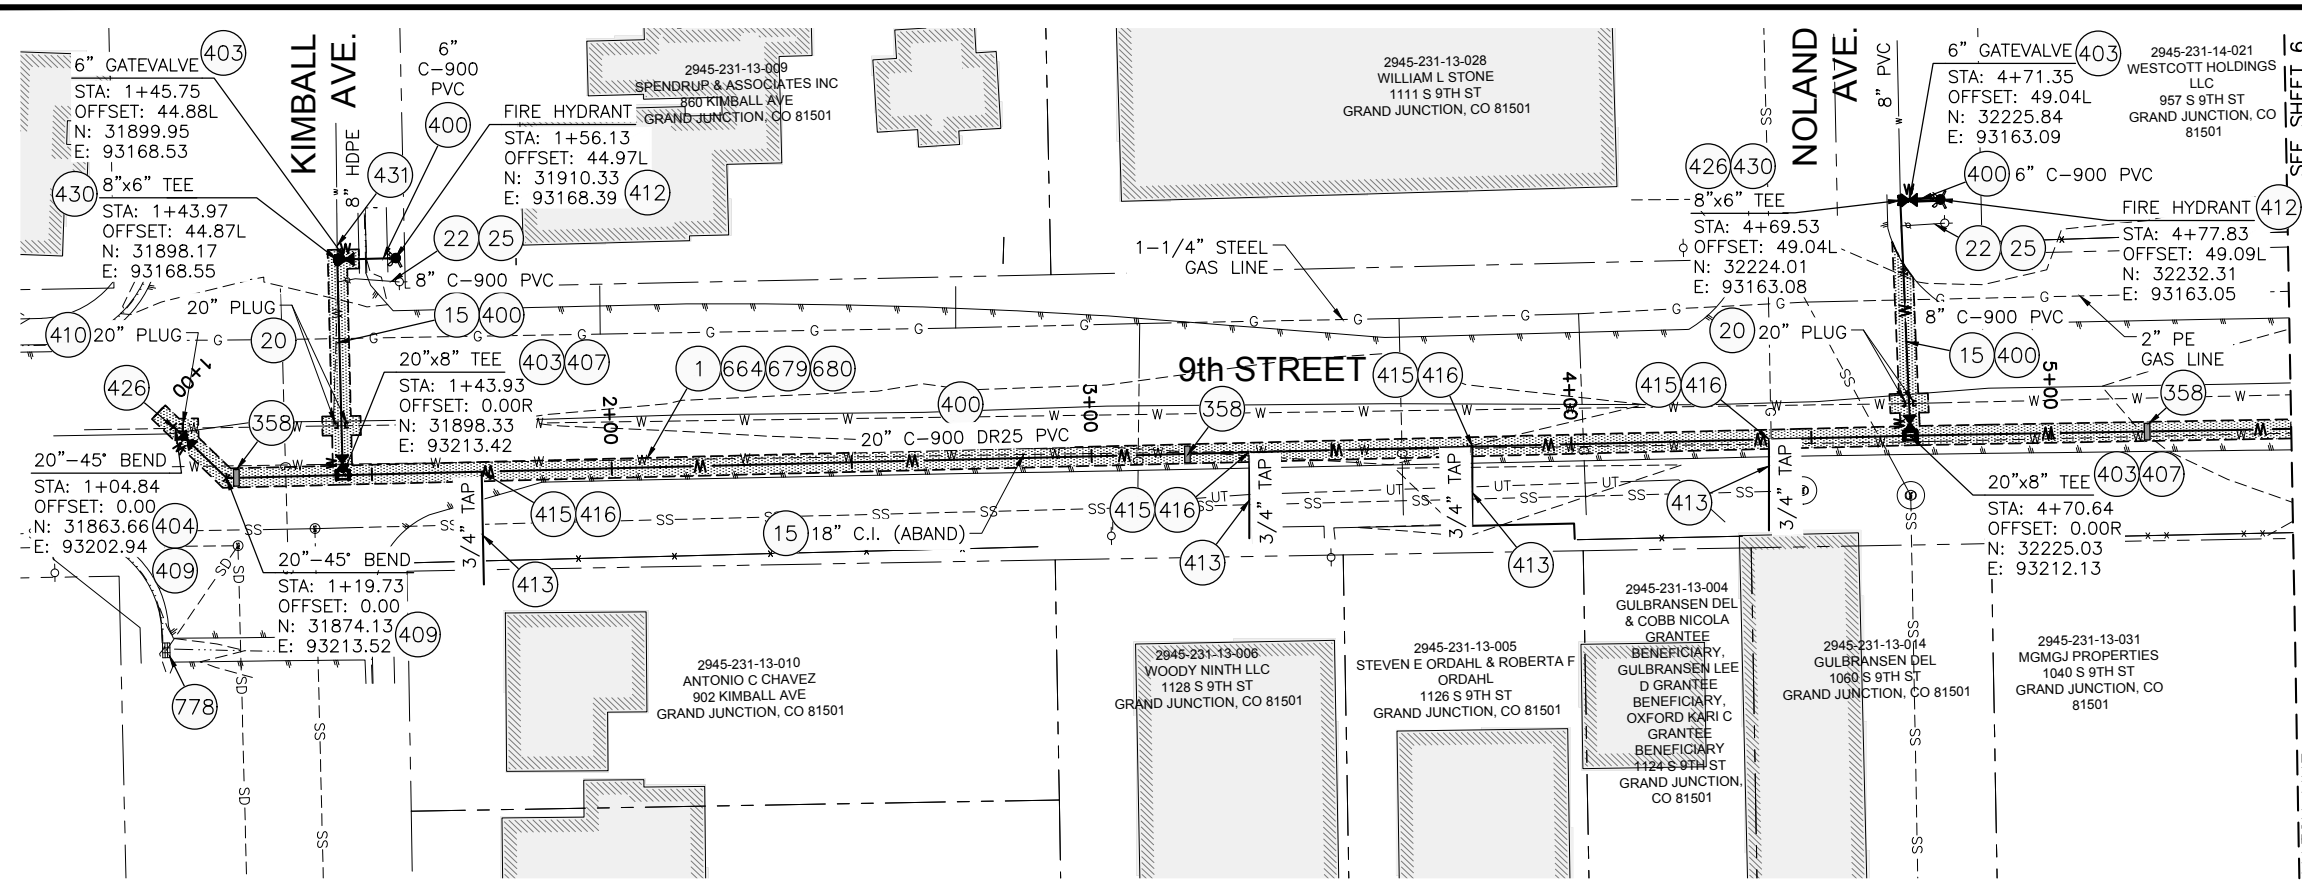 KIMBALL
AVE.
NOLAND
AVE.
9th STREET
6” GATEVALVE
403
STA: 1+45.75
OFFSET: 44.88L
N: 31899.95
E: 93168.53
430
8”x6” TEE
STA: 1+43.97
OFFSET: 44.87L
N: 31898.17
E: 93168.55
8” HDPE
431
6”
C-900
PVC
400
FIRE HYDRANT
STA: 1+56.13
OFFSET: 44.97L
N: 31910.33
E: 93168.39
412
22
25
8” C-900 PVC
15
400
2945-231-13-009
SPENDRUP & ASSOCIATES INC
860 KIMBALL AVE
GRAND JUNCTION, CO 81501
2945-231-13-028
WILLIAM L STONE
1111 S 9TH ST
GRAND JUNCTION, CO 81501
1-1/4” STEEL
GAS LINE
426
430
8”x6” TEE
STA: 4+69.53
OFFSET: 49.04L
N: 32224.01
E: 93163.08
8” PVC
6” GATEVALVE
403
STA: 4+71.35
OFFSET: 49.04L
N: 32225.84
E: 93163.09
2945-231-14-021
WESTCOTT HOLDINGS
LLC
957 S 9TH ST
GRAND JUNCTION, CO
81501
SEE SHEET 6
400
6” C-900 PVC
FIRE HYDRANT
412
STA: 4+77.83
OFFSET: 49.09L
N: 32232.31
E: 93163.05
22
25
20
20” PLUG
8” C-900 PVC
15
400
2” PE
GAS LINE
410
20” PLUG
20” PLUG
20
20”x8” TEE
403
407
STA: 1+43.93
OFFSET: 0.00R
N: 31898.33
E: 93213.42
1
664
679
680
400
20” C-900 DR25 PVC
1+00
2+00
3+00
4+00
5+00
426
358
358
358
415
416
415
416
20”-45° BEND
STA: 1+04.84
OFFSET: 0.00
N: 31863.66
E: 93202.94
404
409
20”-45° BEND
STA: 1+19.73
OFFSET: 0.00
N: 31874.13
E: 93213.52
409
778
3/4” TAP
415
416
413
15
18” C.I. (ABAND)
415
416
3/4” TAP
413
3/4” TAP
413
3/4” TAP
413
20”x8” TEE
403
407
STA: 4+70.64
OFFSET: 0.00R
N: 32225.03
E: 93212.13
2945-231-13-010
ANTONIO C CHAVEZ
902 KIMBALL AVE
GRAND JUNCTION, CO 81501
2945-231-13-006
WOODY NINTH LLC
1128 S 9TH ST
GRAND JUNCTION, CO 81501
2945-231-13-005
STEVEN E ORDAHL & ROBERTA F
ORDAHL
1126 S 9TH ST
GRAND JUNCTION, CO 81501
2945-231-13-004
GULBRANSEN DEL
& COBB NICOLA
GRANTEE
BENEFICIARY,
GULBRANSEN LEE
D GRANTEE
BENEFICIARY,
OXFORD KARI C
GRANTEE
BENEFICIARY
1124 S 9TH ST
GRAND JUNCTION,
CO 81501
2945-231-13-014
GULBRANSEN DEL
1060 S 9TH ST
GRAND JUNCTION, CO 81501
2945-231-13-031
MGMGJ PROPERTIES
1040 S 9TH ST
GRAND JUNCTION, CO
81501